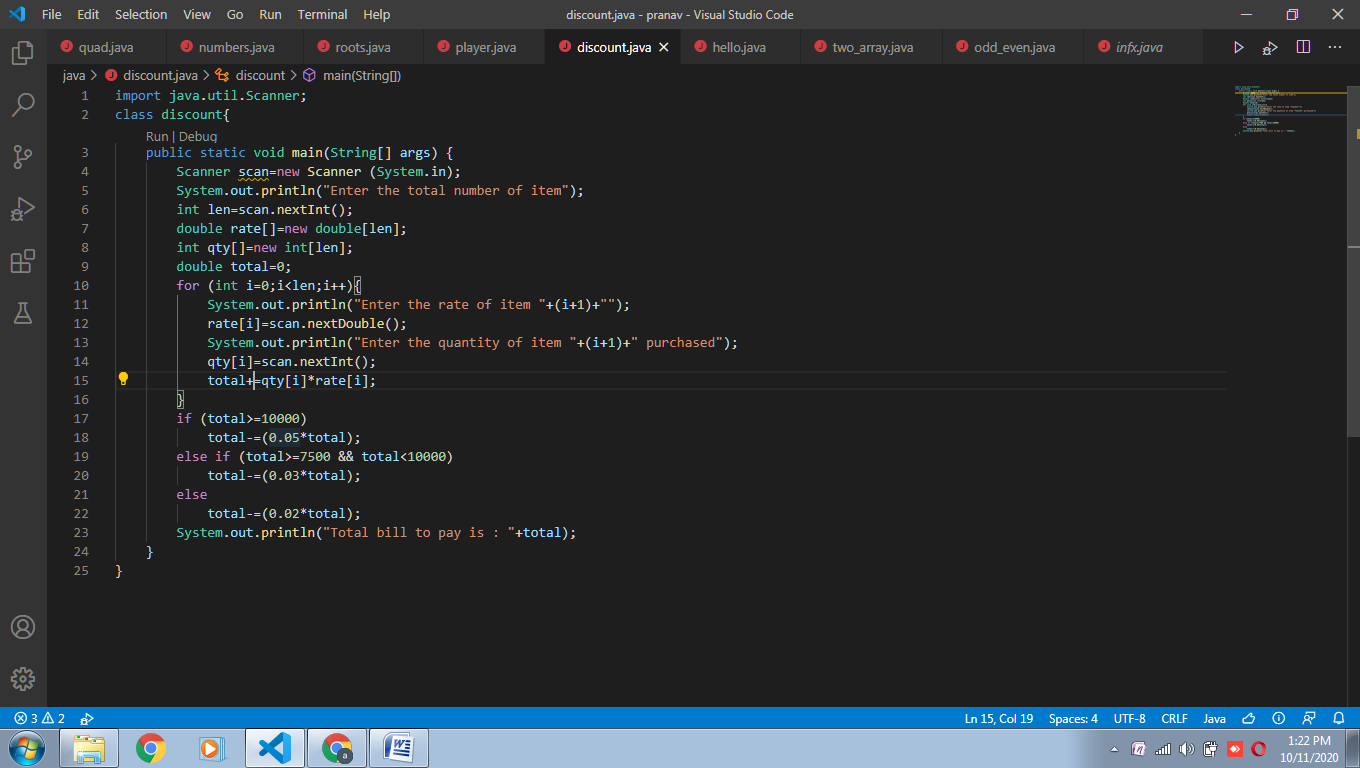 File Edit Selection View Go Run Terminal Help discount.java - pranav - Visual Studio Code
quad.java numbers.java roots.java player.java discount.java hello.java two_array.java odd_even.java infx.java
java > discount.java > discount > main(String[])
1 import java.util.Scanner;
2 class discount{
Run | Debug
3 public static void main(String[] args) {
4 Scanner scan=new Scanner (System.in);
5 System.out.println("Enter the total number of item");
6 int len=scan.nextInt();
7 double rate[]=new double[len];
8 int qty[]=new int[len];
9 double total=0;
10 for (int i=0;i<len;i++){
11 System.out.println("Enter the rate of item "+(i+1)+"");
12 rate[i]=scan.nextDouble();
13 System.out.println("Enter the quantity of item "+(i+1)+" purchased");
14 qty[i]=scan.nextInt();
15 total+=qty[i]*rate[i];
16 }
17 if (total>=10000)
18 total-=(0.05*total);
19 else if (total>=7500 && total<10000)
20 total-=(0.03*total);
21 else
22 total-=(0.02*total);
23 System.out.println("Total bill to pay is : "+total);
24 }
25 }
3 2 Ln 15, Col 19 Spaces: 4 UTF-8 CRLF Java
1:22 PM
10/11/2020